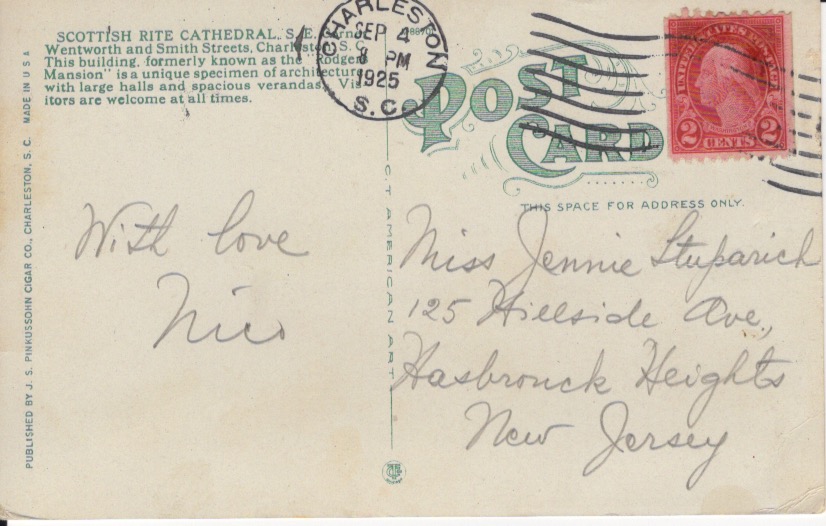 SCOTTISH RITE CATHEDRAL. S. E.
Wentworth and Smith Streets, Charleston, S. C.
This building, formerly known as the "Rodgers
Mansion" is a unique specimen of architecture
with large halls and spacious verandas. Vis-
itors are welcome at all times.
CHARLESTON
SEP 4
8 PM
1925
S.C.
POST
CARD
UNITED STATES POSTAGE
2 CENTS 2
THIS SPACE FOR ADDRESS ONLY.
MADE IN U S A
PUBLISHED BY J. S. PINKUSSOHN CIGAR CO., CHARLESTON, S. C.
C. T. AMERICAN ART
With love
Nico
Miss Jennie Stuparich
125 Hillside Ave,
Hasbrouck Heights
New Jersey